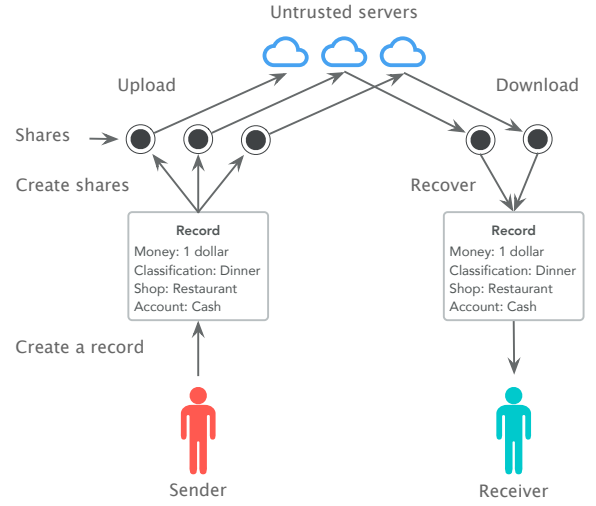 Untrusted servers
Upload
Download
Shares
Create shares
Recover
Record
Money: 1 dollar
Classification: Dinner
Shop: Restaurant
Account: Cash
Record
Money: 1 dollar
Classification: Dinner
Shop: Restaurant
Account: Cash
Create a record
Sender
Receiver